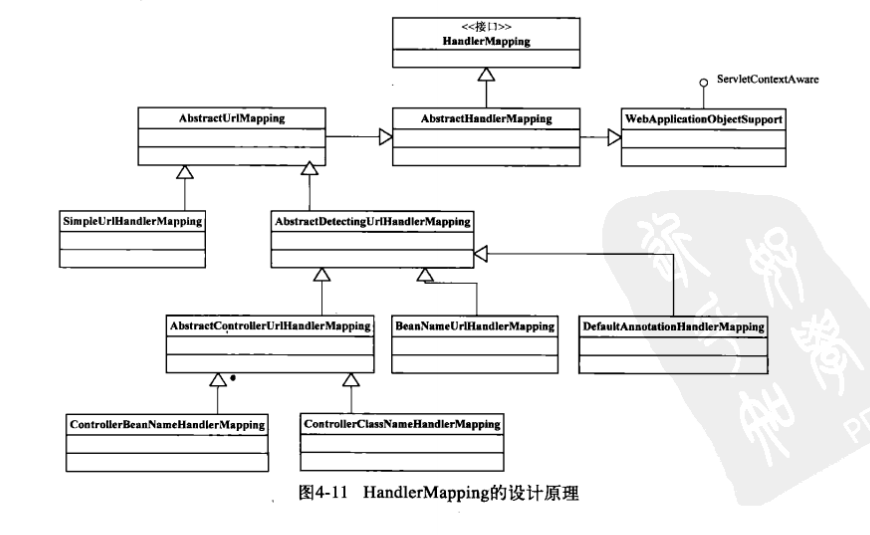 <<接口>>
HandlerMapping
ServletContextAware
AbstractUrlMapping
AbstractHandlerMapping
WebApplicationObjectSupport
SimpleUrlHandlerMapping
AbstractDetectingUrlHandlerMapping
AbstractControllerUrlHandlerMapping
BeanNameUrlHandlerMapping
DefaultAnnotationHandlerMapping
ControllerBeanNameHandlerMapping
ControllerClassNameHandlerMapping
图4-11 HandlerMapping的设计原理